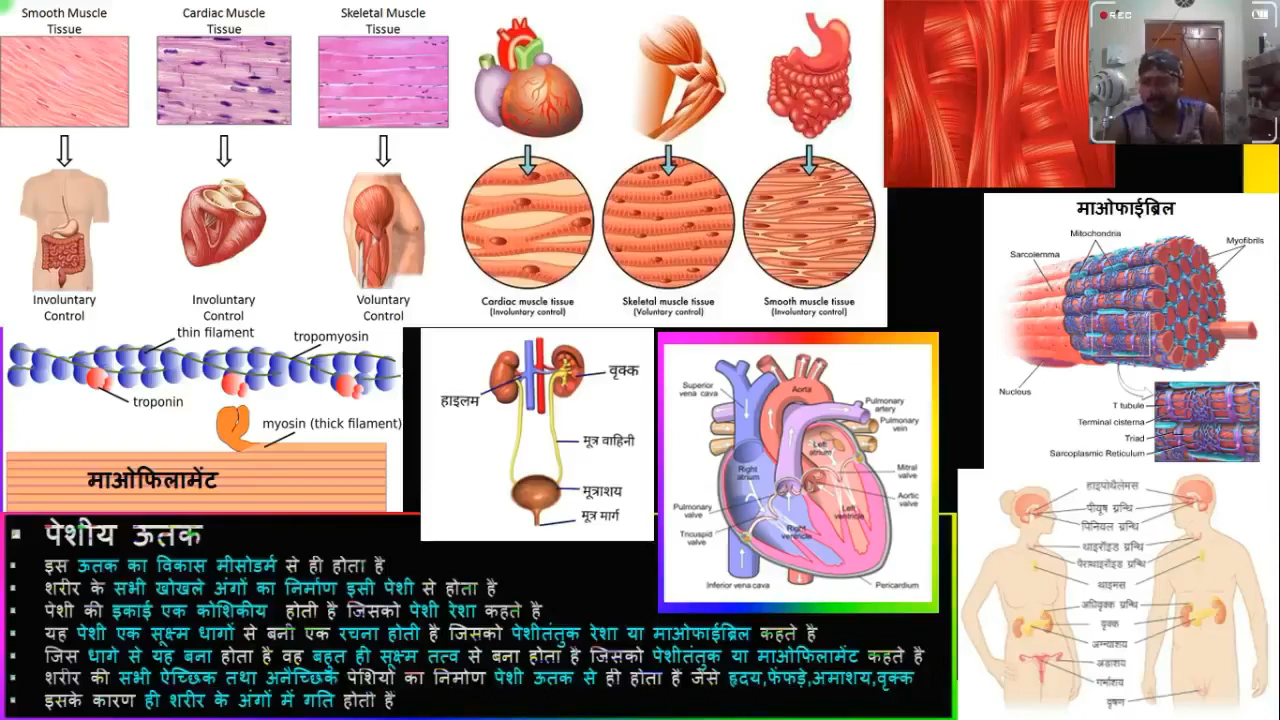 Smooth Muscle
Tissue
Cardiac Muscle
Tissue
Skeletal Muscle
Tissue
Involuntary
Control
Involuntary
Control
Voluntary
Control
Cardiac muscle tissue
(Involuntary control)
Skeletal muscle tissue
(Voluntary control)
Smooth muscle tissue
(Involuntary control)
REC
माओफाईब्रिल
Mitochondria
Sarcolemma
Myofibrils
Nucleus
T tubule
Terminal cisterna
Triad
Sarcoplasmic Reticulum
thin filament
tropomyosin
troponin
myosin (thick filament)
माओफिलामेंट
वृक्क
हाइलम
मूत्र वाहिनी
मूत्राशय
मूत्र मार्ग
Superior
vena cava
Aorta
Pulmonary
artery
Pulmonary
vein
Left
atrium
Right
atrium
Mitral
valve
Aortic
valve
Pulmonary
valve
Left
ventricle
Tricuspid
valve
Right
ventricle
Inferior vena cava
Pericardium
हाइपोथैलेमस
पीयूष ग्रन्थि
पिनियल ग्रन्थि
थाइरॉइड ग्रन्थि
पैराथाइरॉइड ग्रन्थि
थाइमस
अधिवृक्क ग्रन्थि
वृक्क
अग्न्याशय
अंडाशय
गर्भाशय
वृषण
पेशीय ऊतक
इस ऊतक का विकास मीसोडर्म से ही होता है
शरीर के सभी खोखले अंगों का निर्माण इसी पेशी से होता है
पेशी की इकाई एक कोशिकीय होती है जिसको पेशी रेशा कहते है
यह पेशी एक सूक्ष्म धागों से बनी एक रचना होती है जिसको पेशीतंतुक रेशा या माओफाईब्रिल कहते है
जिस धागे से यह बना होता है वह बहुत ही सूक्ष्म तत्व से बना होता है जिसको पेशीतंतुक या माओफिलामेंट कहते है
शरीर की सभी ऐच्छिक तथा अनैच्छिक पेशियों का निर्माण पेशी ऊतक से ही होता है जैसे हृदय,फेंफड़े,अमाशय,वृक्क
इसके कारण ही शरीर के अंगों में गति होती है